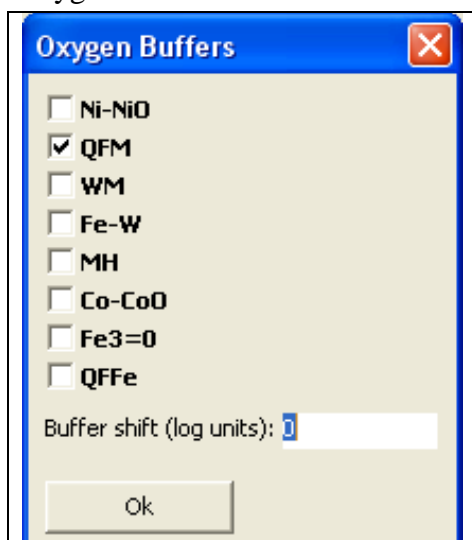 Oxygen Buffers
Ni-NiO
QFM
WM
Fe-W
MH
Co-CoO
Fe3=0
QFFe
Buffer shift (log units): 0
Ok